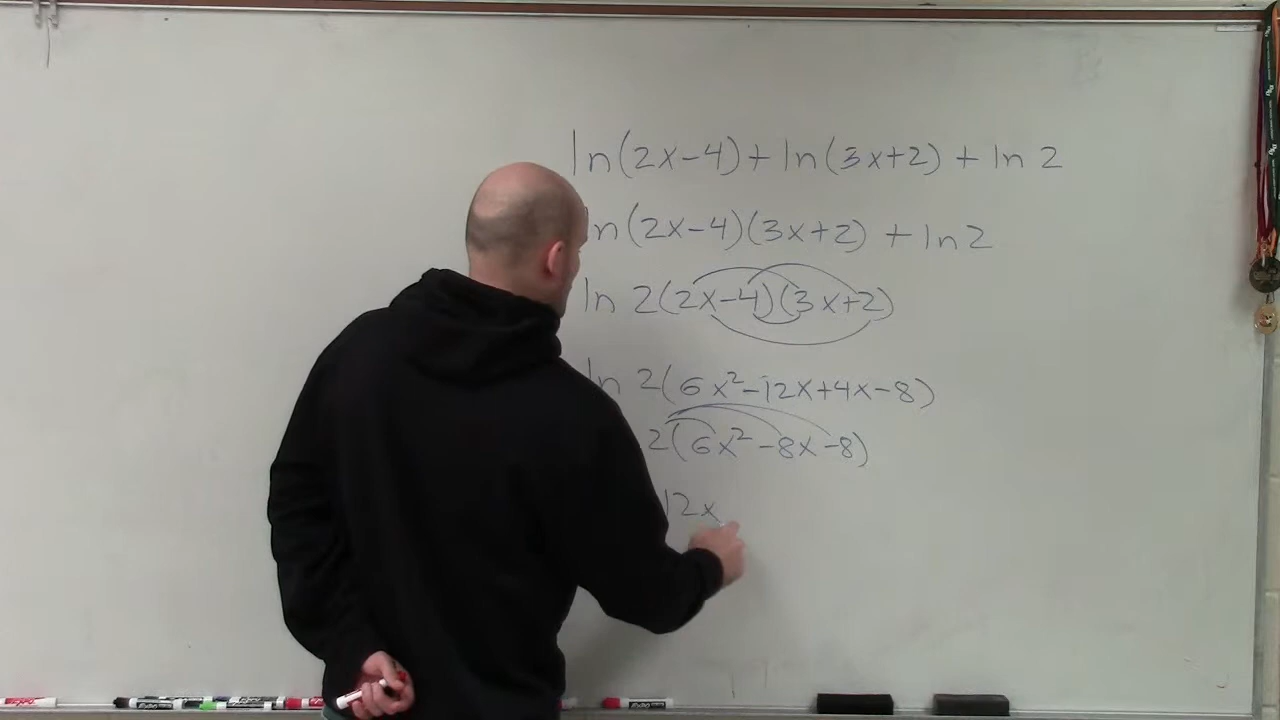 ln(2x-4)+ln(3x+2)+ln 2
ln(2x-4)(3x+2)+ln2
ln 2(2x-4)(3x+2)
ln 2(6x²-12x+4x-8)
2(6x²-8x-8)
12x